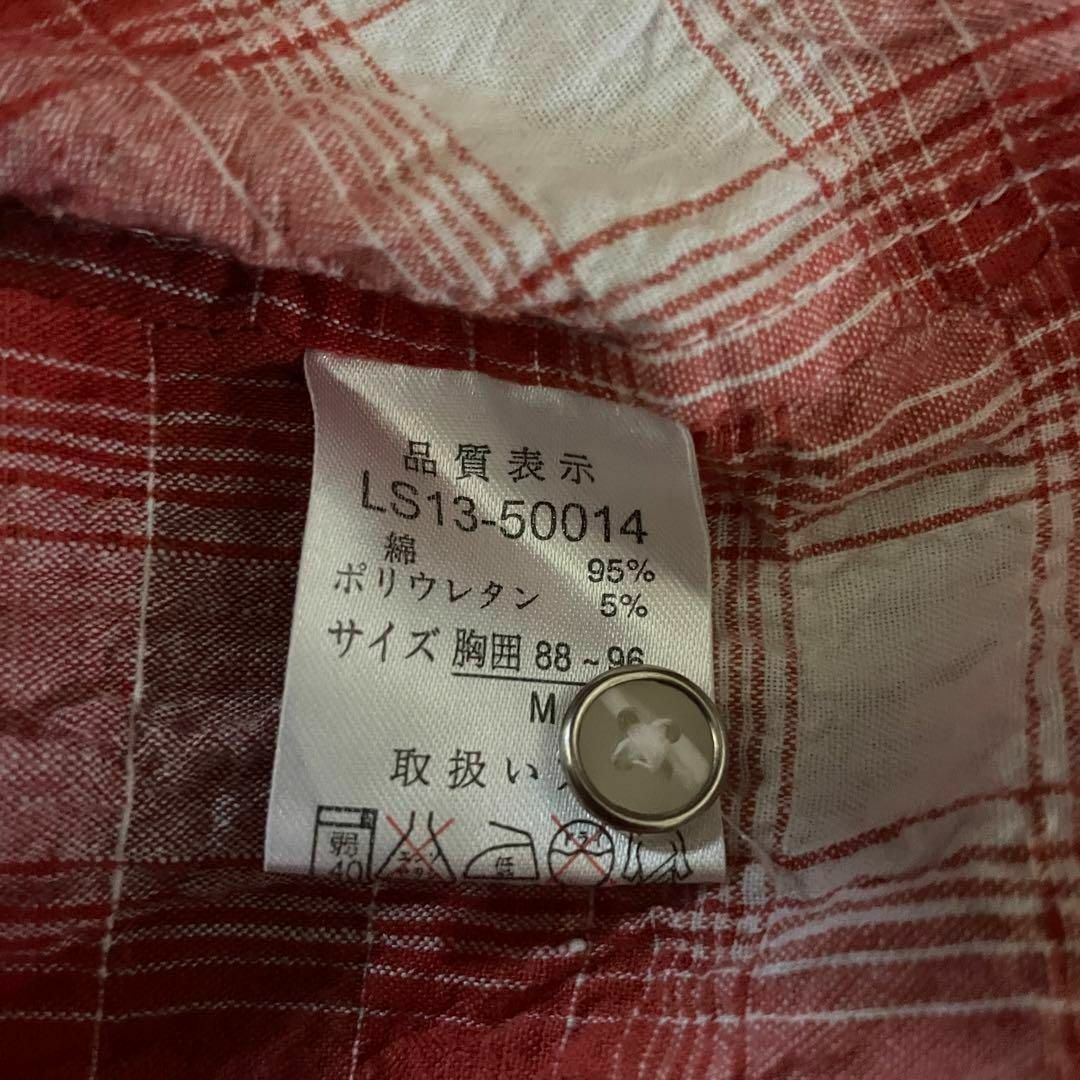 品質表示
LS13-50014
綿 95%
ポリウレタン 5%
サイズ 胸囲 88~96
M
取扱い
弱 40 低